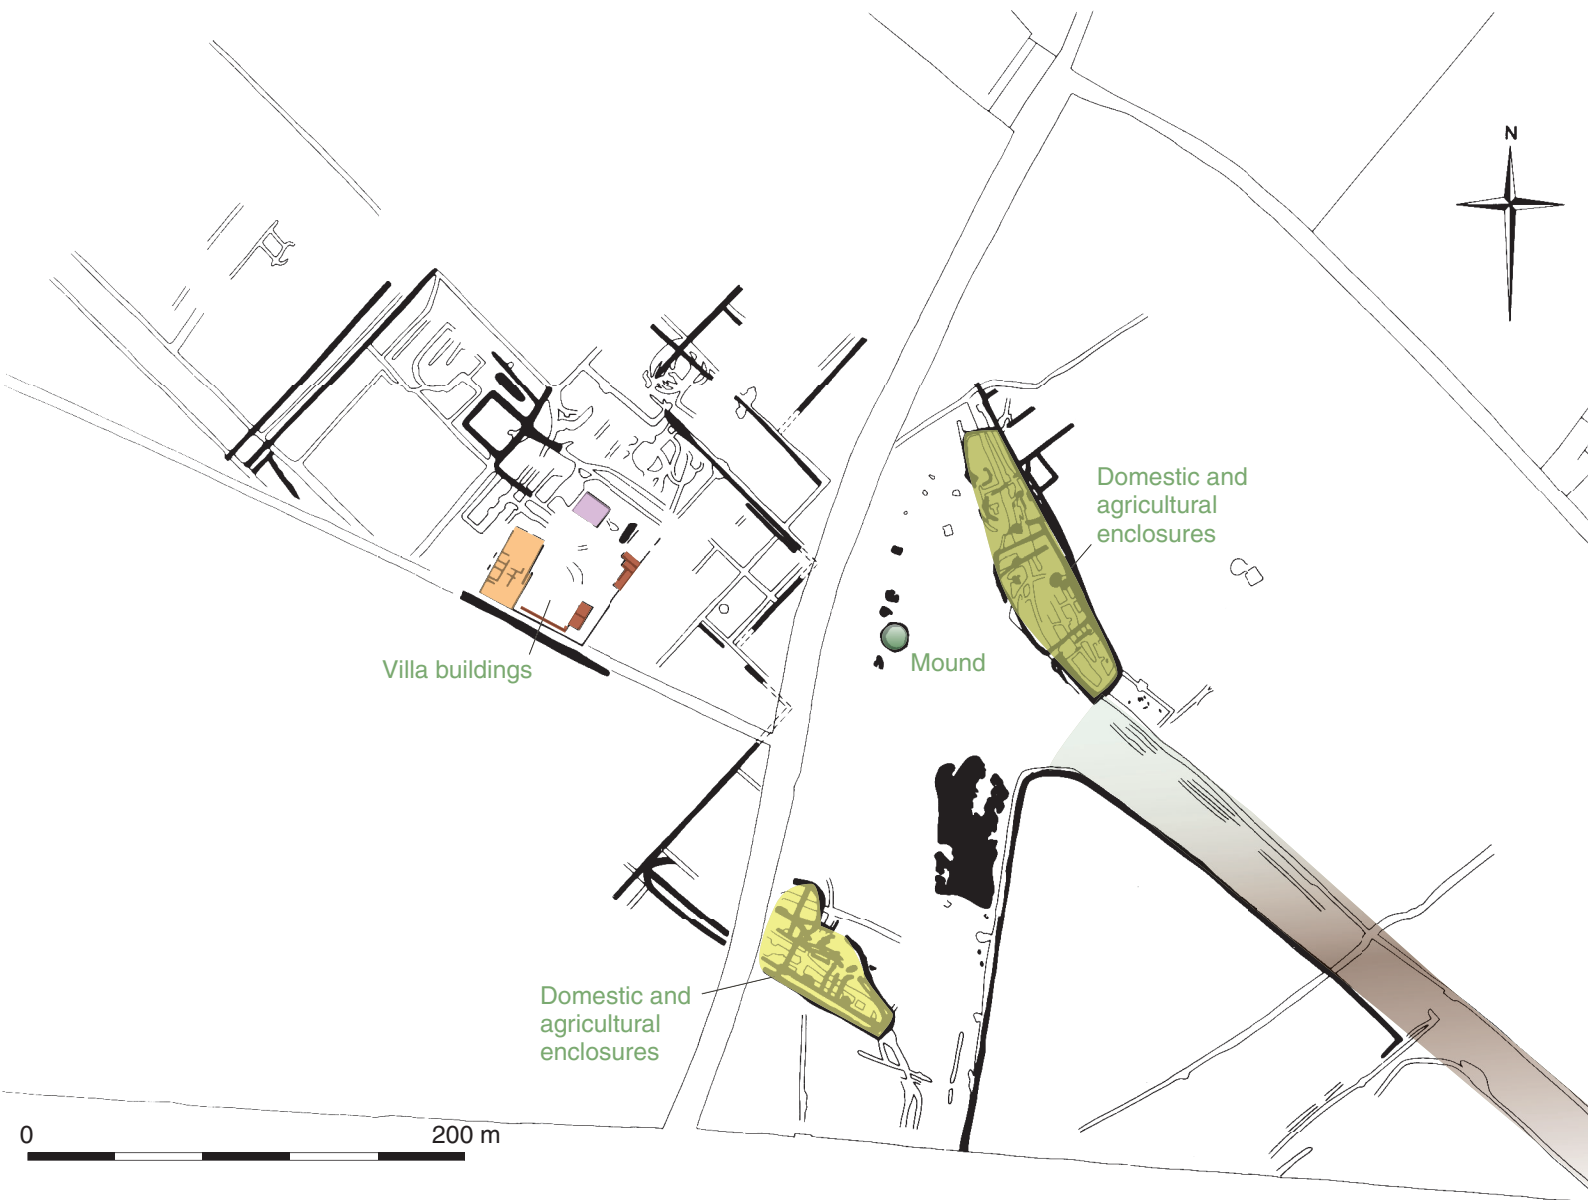 N
Domestic and
agricultural
enclosures
Villa buildings
Mound
Domestic and
agricultural
enclosures
0
200 m